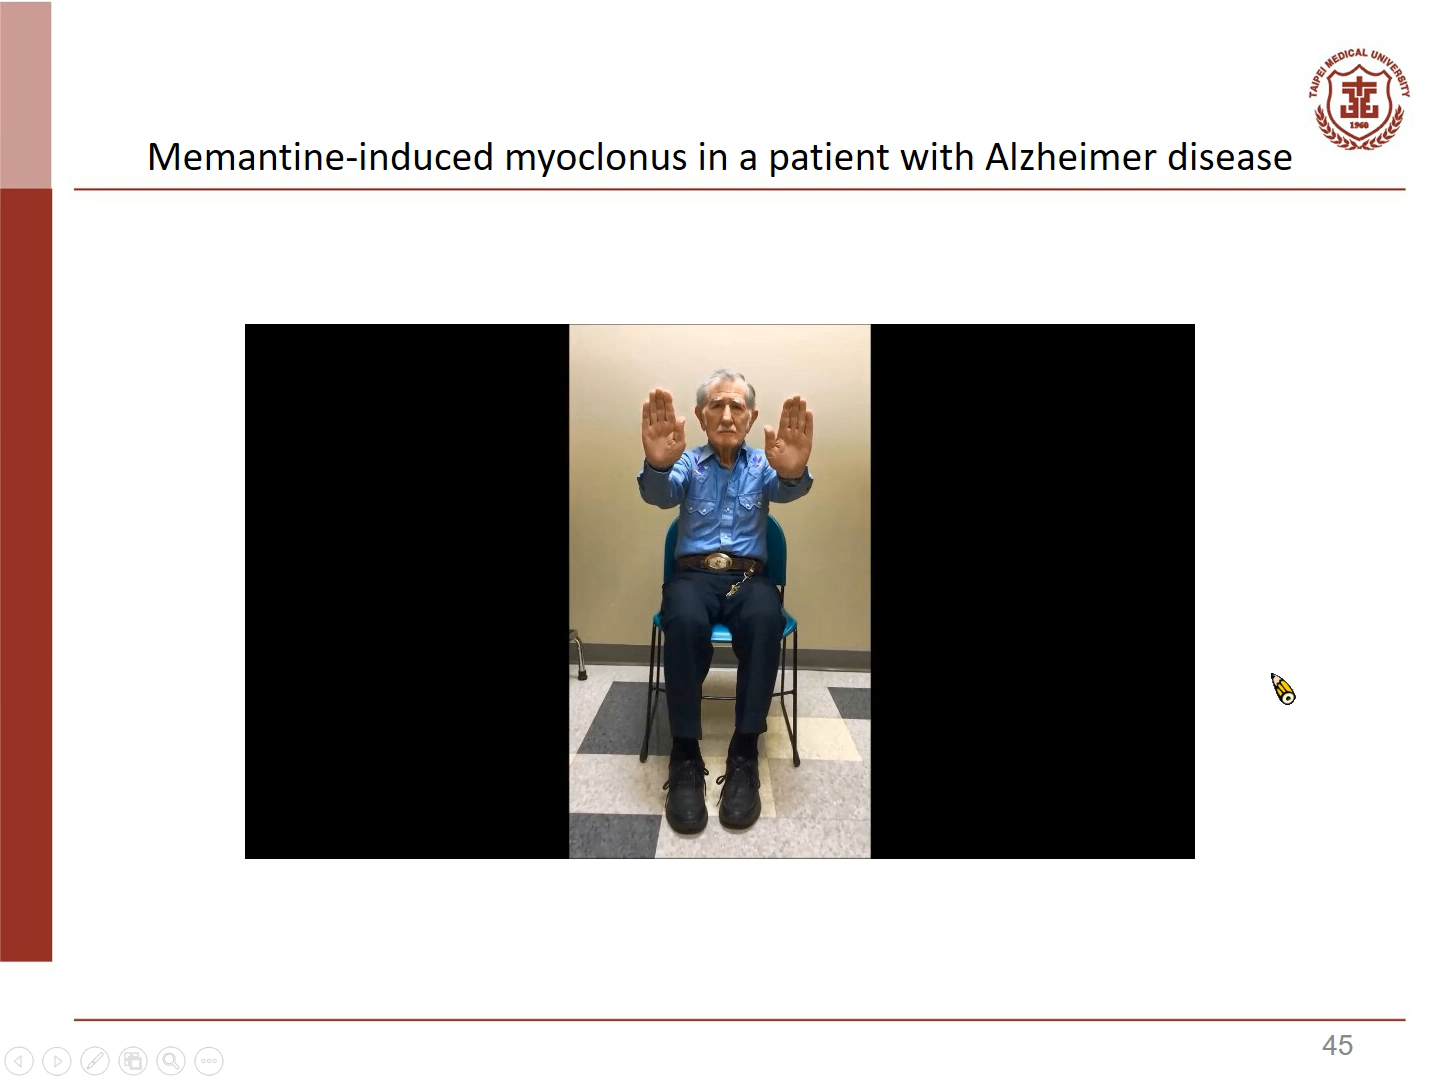 TAIPEI MEDICAL UNIVERSITY
1960
Memantine-induced myoclonus in a patient with Alzheimer disease
45